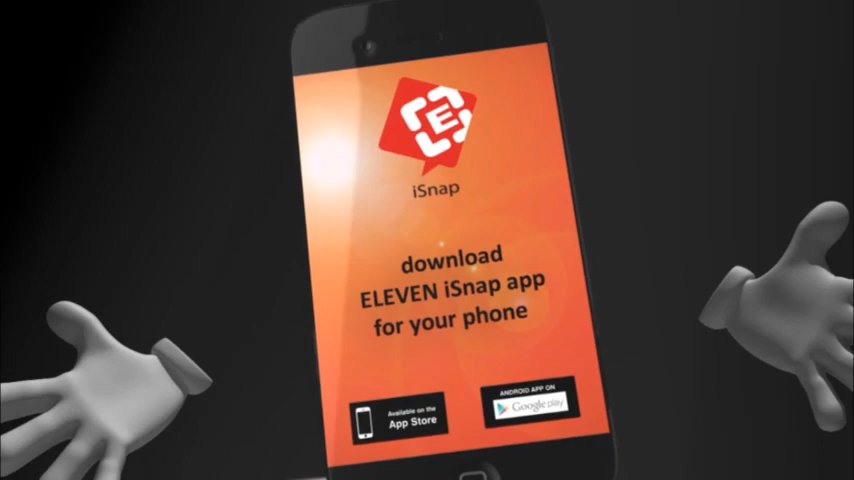 E
iSnap
download
ELEVEN iSnap app
for your phone
Available on the
App Store
ANDROID APP ON
Google play